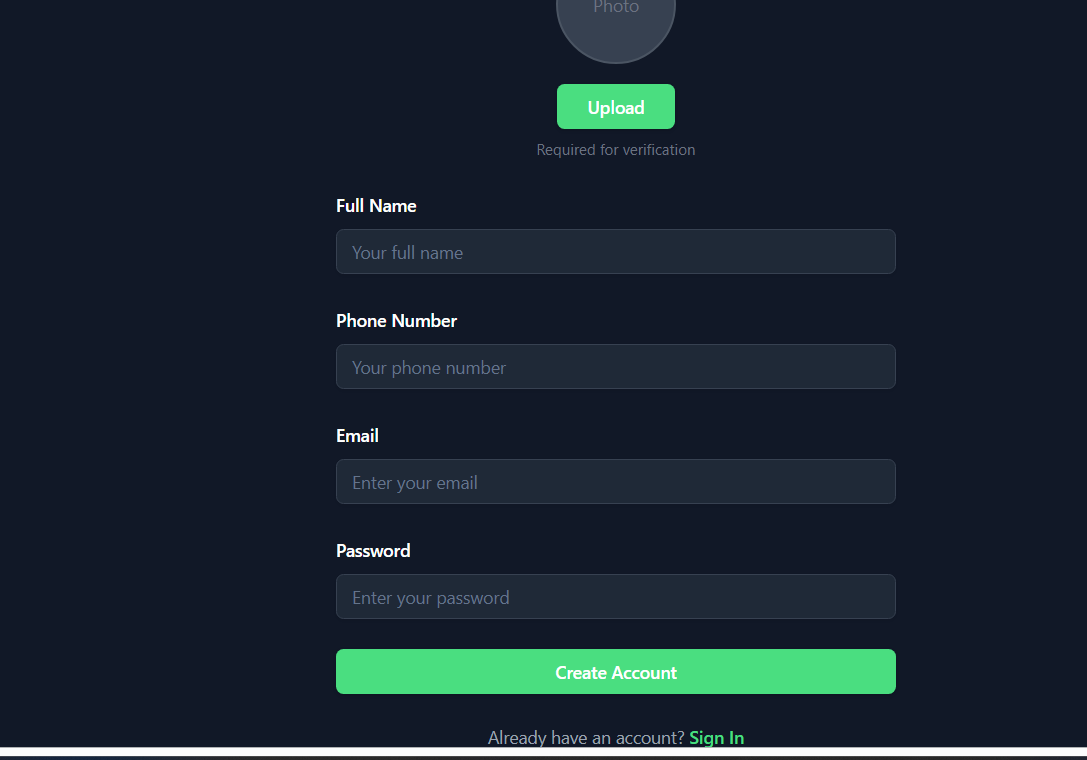 Photo
Upload
Required for verification
Full Name
Your full name
Phone Number
Your phone number
Email
Enter your email
Password
Enter your password
Create Account
Already have an account? Sign In